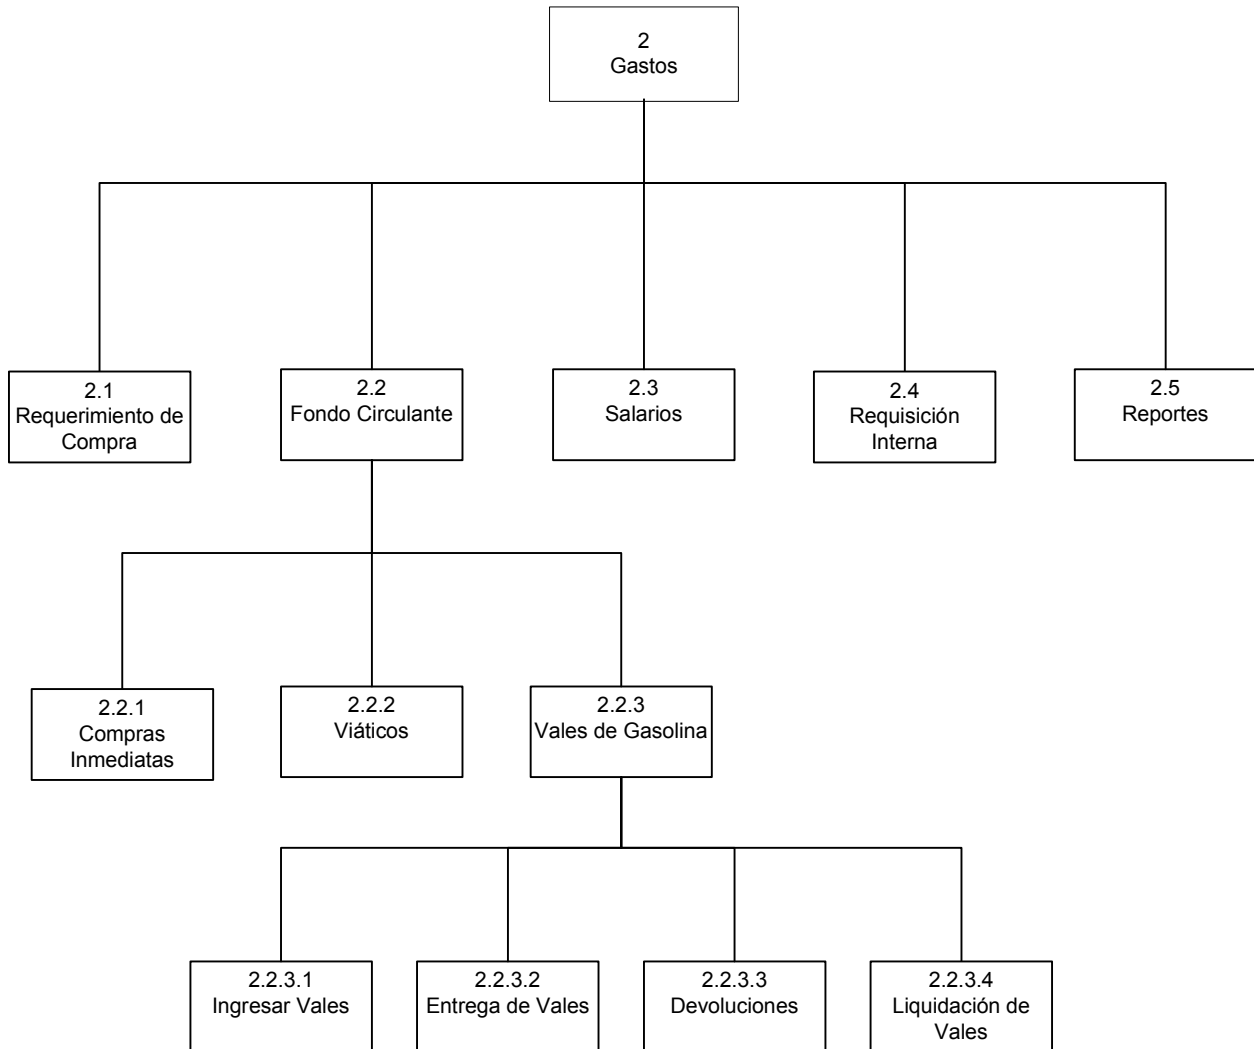 2
Gastos
2.1
Requerimiento de
Compra
2.2
Fondo Circulante
2.3
Salarios
2.4
Requisición
Interna
2.5
Reportes
2.2.1
Compras
Inmediatas
2.2.2
Viáticos
2.2.3
Vales de Gasolina
2.2.3.1
Ingresar Vales
2.2.3.2
Entrega de Vales
2.2.3.3
Devoluciones
2.2.3.4
Liquidación de
Vales